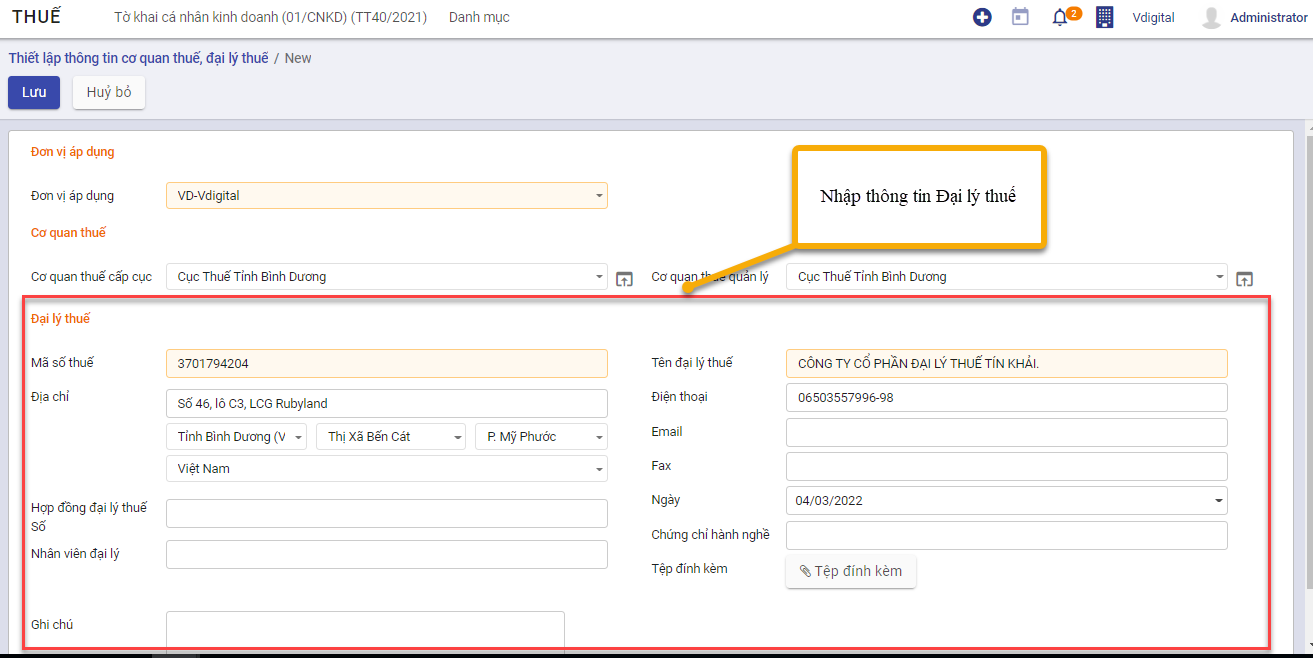 THUẾ
Tờ khai cá nhân kinh doanh (01/CNKD) (TT40/2021)
Danh mục
2
Vdigital
Administrator
Thiết lập thông tin cơ quan thuế, đại lý thuế / New
Lưu
Huỷ bỏ
Đơn vị áp dụng
Đơn vị áp dụng
VD-Vdigital
Nhập thông tin Đại lý thuế
Cơ quan thuế
Cơ quan thuế cấp cục
Cục Thuế Tỉnh Bình Dương
Cơ quan thuế quản lý
Cục Thuế Tỉnh Bình Dương
Đại lý thuế
Mã số thuế
3701794204
Tên đại lý thuế
CÔNG TY CỔ PHẦN ĐẠI LÝ THUẾ TÍN KHẢI.
Địa chỉ
Số 46, lô C3, LCG Rubyland
Điện thoại
06503557996-98
Tỉnh Bình Dương (V
Thị Xã Bến Cát
P. Mỹ Phước
Email
Việt Nam
Fax
Hợp đồng đại lý thuế
Số
Ngày
04/03/2022
Nhân viên đại lý
Chứng chỉ hành nghề
Tệp đính kèm
Tệp đính kèm
Ghi chú